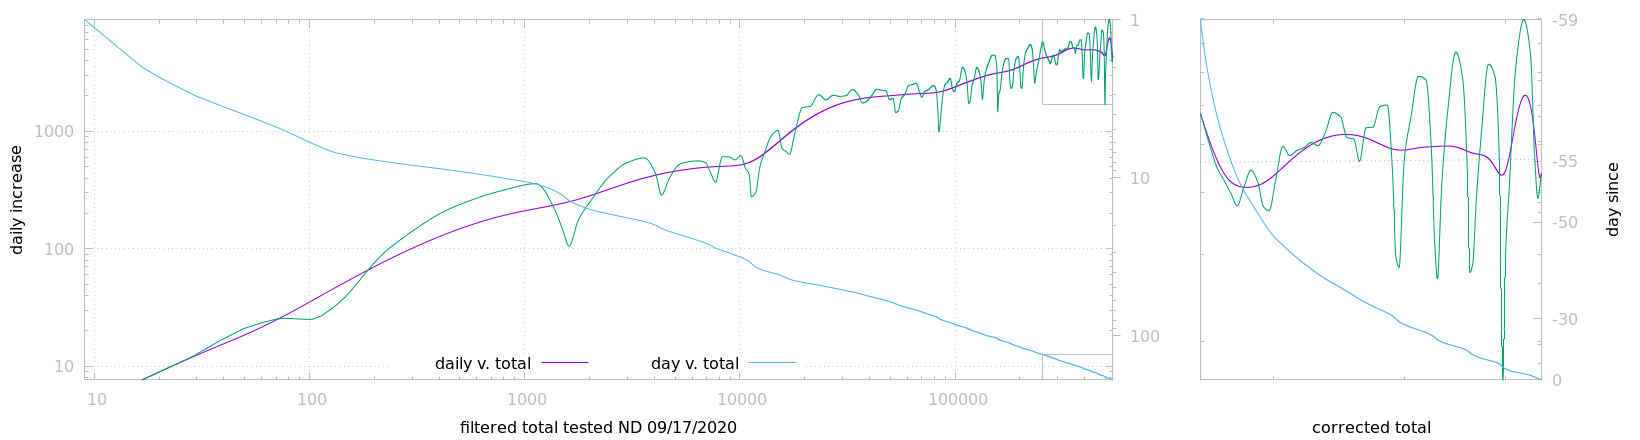 daily increase
1000
100
10
10
100
1000
10000
100000
1
10
100
daily v. total
day v. total
filtered total tested ND 09/17/2020
-59
-55
-50
-30
0
day since
corrected total